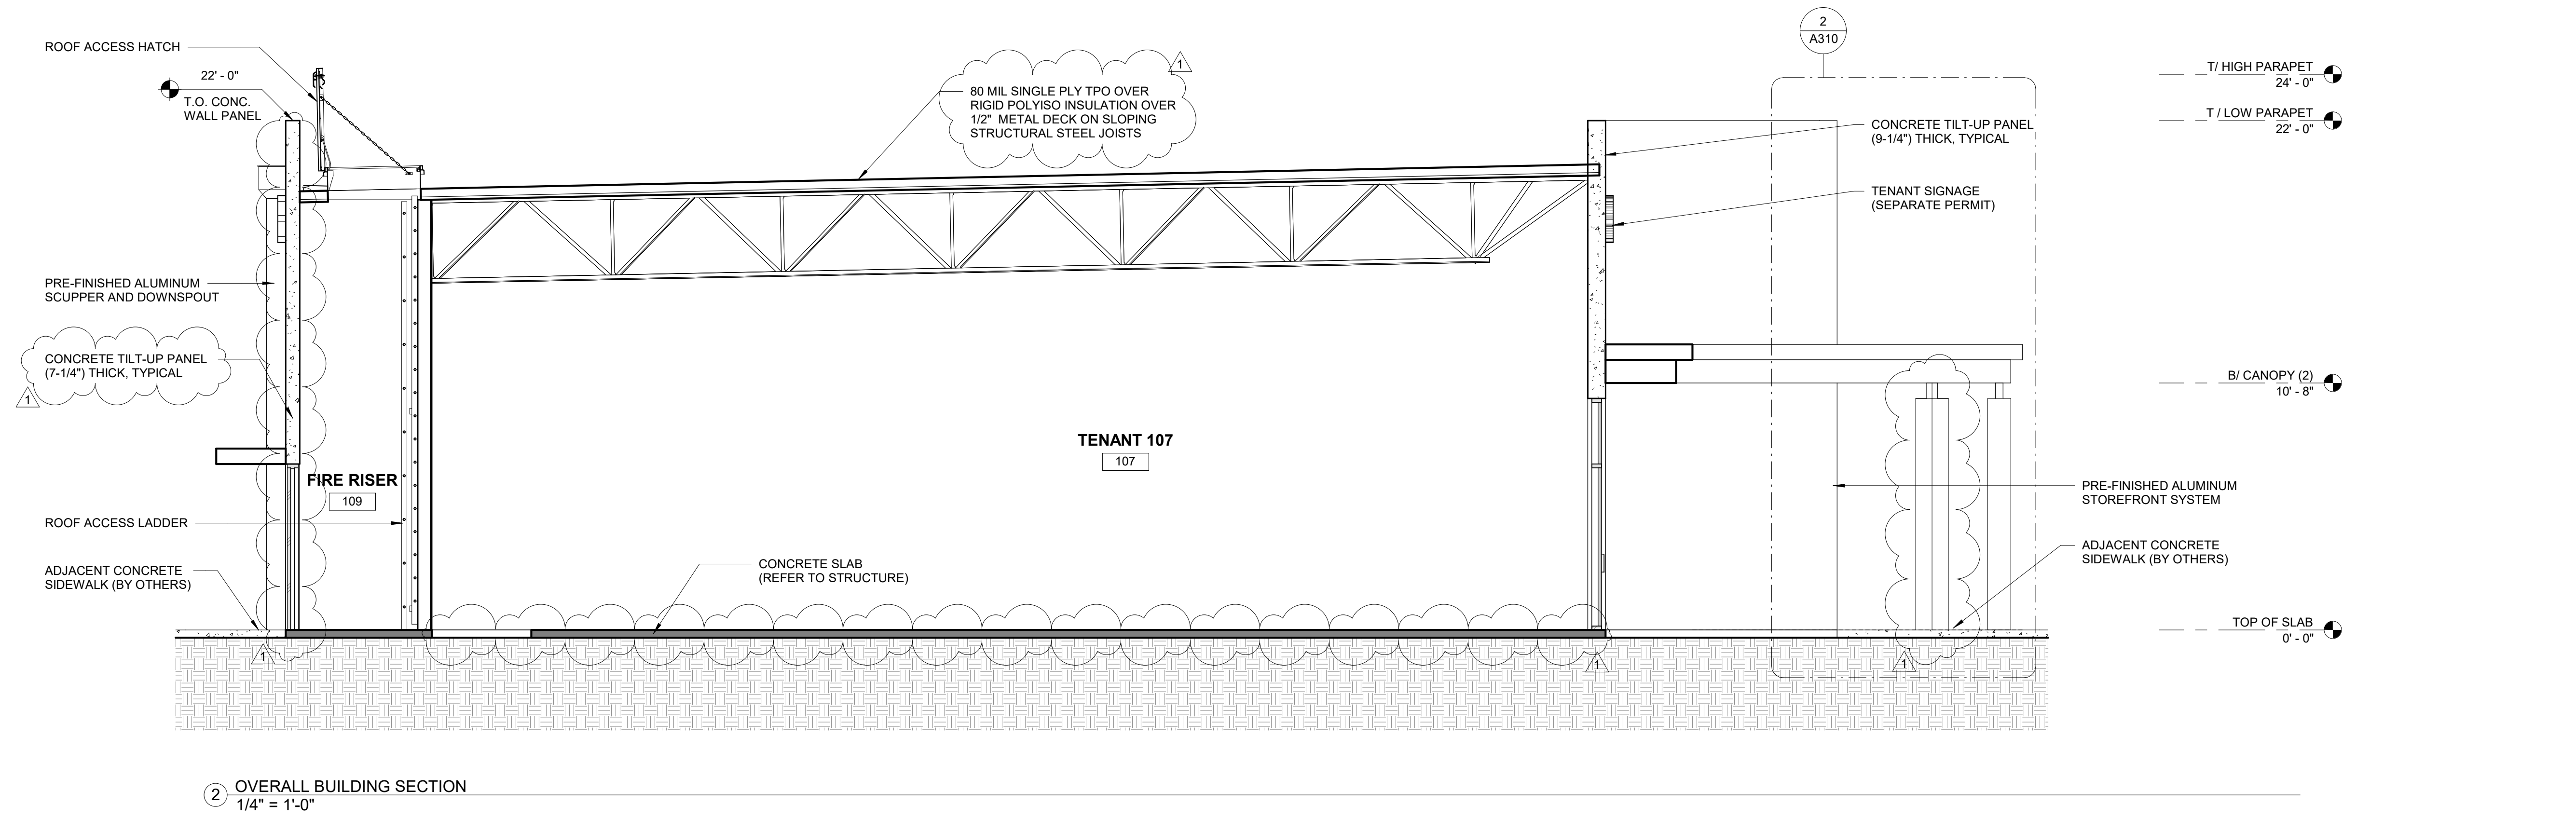 2
A310
ROOF ACCESS HATCH
22' - 0"
T.O. CONC.
WALL PANEL
1
80 MIL SINGLE PLY TPO OVER
RIGID POLYISO INSULATION OVER
1/2"  METAL DECK ON SLOPING
STRUCTURAL STEEL JOISTS
T/ HIGH PARAPET
24' - 0"
T / LOW PARAPET
22' - 0"
CONCRETE TILT-UP PANEL
(9-1/4") THICK, TYPICAL
TENANT SIGNAGE
(SEPARATE PERMIT)
PRE-FINISHED ALUMINUM
SCUPPER AND DOWNSPOUT
CONCRETE TILT-UP PANEL
(7-1/4") THICK, TYPICAL
1
B/ CANOPY (2)
10' - 8"
TENANT 107
107
FIRE RISER
109
PRE-FINISHED ALUMINUM
STOREFRONT SYSTEM
ROOF ACCESS LADDER
ADJACENT CONCRETE
SIDEWALK (BY OTHERS)
CONCRETE SLAB
(REFER TO STRUCTURE)
ADJACENT CONCRETE
SIDEWALK (BY OTHERS)
TOP OF SLAB
0' - 0"
1
1
1
2
OVERALL BUILDING SECTION
1/4" = 1'-0"